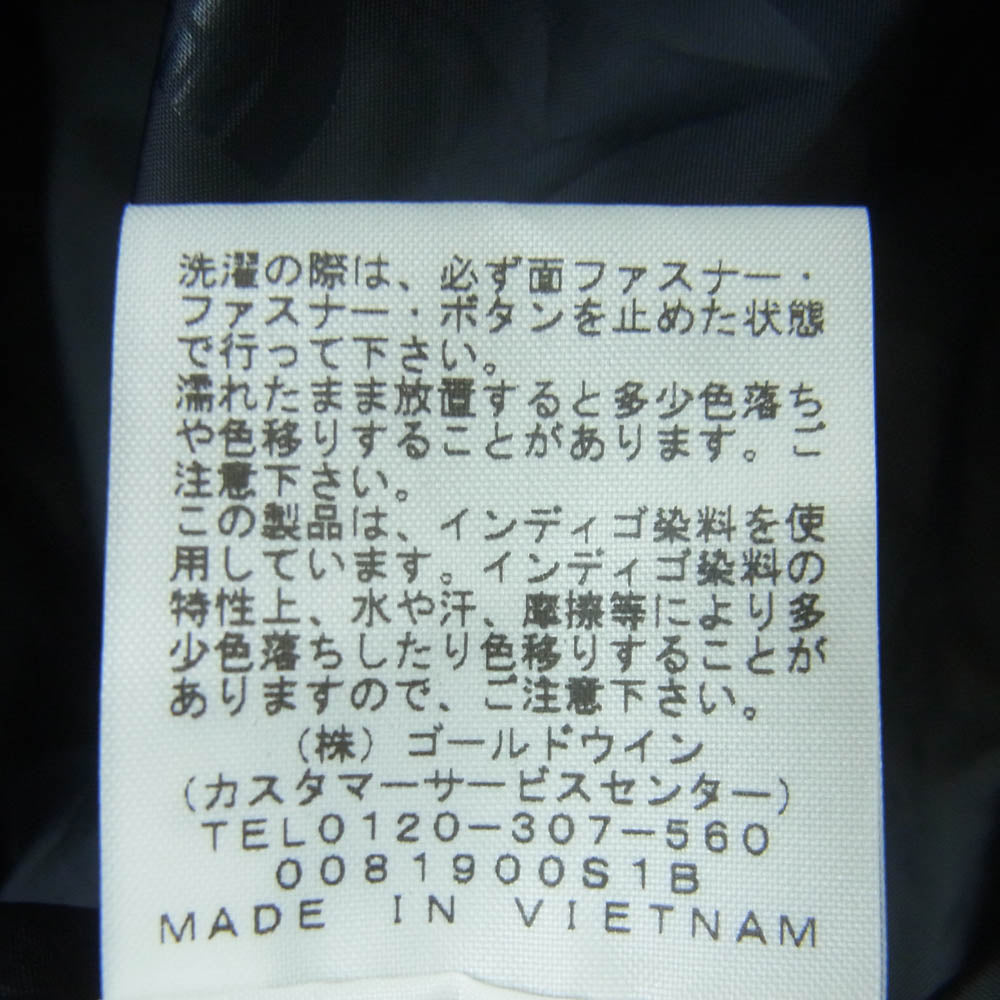 洗濯の際は、必ず面ファスナー・
ファスナー・ボタンを止めた状態
で行って下さい。
濡れたまま放置すると多少色落ち
や色移りすることがあります。ご
注意下さい。
この製品は、インディゴ染料を使
用しています。インディゴ染料の
特性上、水や汗、摩擦等により多
少色落ちしたり色移りすることが
ありますので、ご注意下さい。
(株)ゴールドウイン
(カスタマーサービスセンター)
TEL0120-307-560
0081900S1B
MADE IN VIETNAM